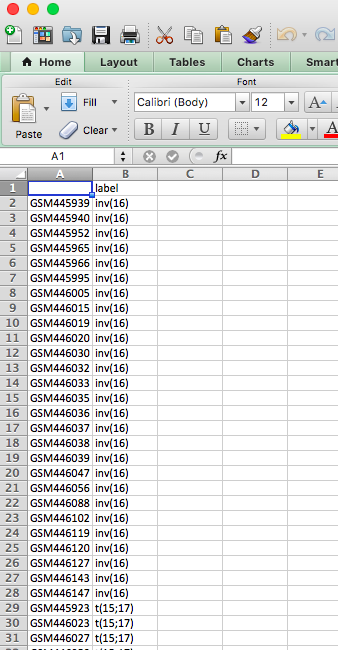 Home Layout Tables Charts Smar
Edit Font
Paste Fill Calibri (Body) 12 A
Clear B I U A
A1 fx
A B C D E
1 label
2 GSM445939 inv(16)
3 GSM445940 inv(16)
4 GSM445952 inv(16)
5 GSM445965 inv(16)
6 GSM445966 inv(16)
7 GSM445995 inv(16)
8 GSM446005 inv(16)
9 GSM446015 inv(16)
10 GSM446019 inv(16)
11 GSM446020 inv(16)
12 GSM446030 inv(16)
13 GSM446032 inv(16)
14 GSM446033 inv(16)
15 GSM446035 inv(16)
16 GSM446036 inv(16)
17 GSM446037 inv(16)
18 GSM446038 inv(16)
19 GSM446039 inv(16)
20 GSM446047 inv(16)
21 GSM446056 inv(16)
22 GSM446088 inv(16)
23 GSM446102 inv(16)
24 GSM446119 inv(16)
25 GSM446120 inv(16)
26 GSM446127 inv(16)
27 GSM446143 inv(16)
28 GSM446147 inv(16)
29 GSM445923 t(15;17)
30 GSM446023 t(15;17)
31 GSM446027 t(15;17)